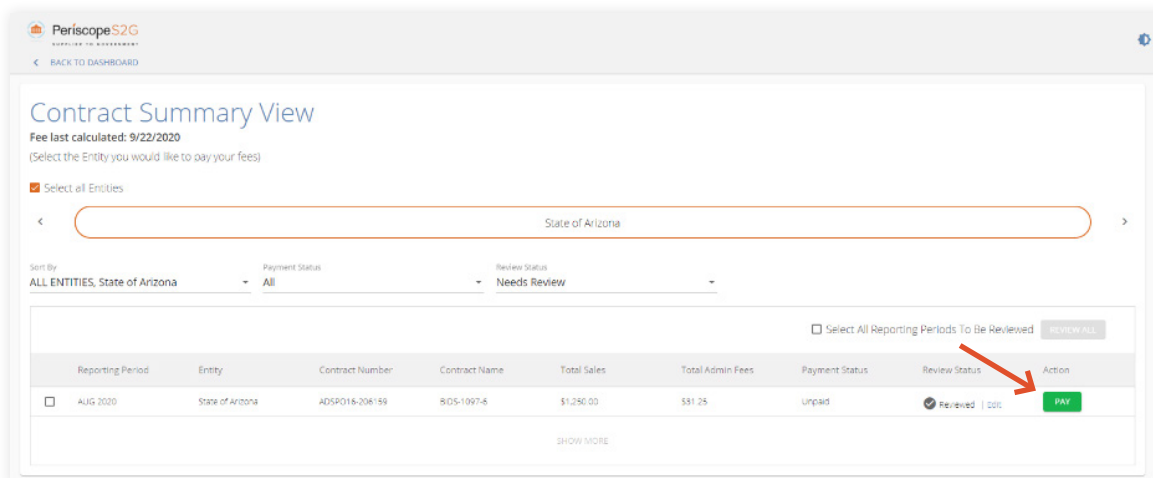 Periscope S2G
SUPPLIER TO GOVERNMENT
BACK TO DASHBOARD
Contract Summary View
Fee last calculated: 9/22/2020
(Select the Entity you would like to pay your fees)
Select all Entities
State of Arizona
Sort By Payment Status Review Status
ALL ENTITIES, State of Arizona All Needs Review
Select All Reporting Periods To Be Reviewed REVIEW ALL
Reporting Period Entity Contract Number Contract Name Total Sales Total Admin Fees Payment Status Review Status Action
AUG 2020 State of Arizona ADSPO16-206159 BIDS-1097-6 $1,250.00 $31.25 Unpaid Reviewed | Edit PAY
SHOW MORE